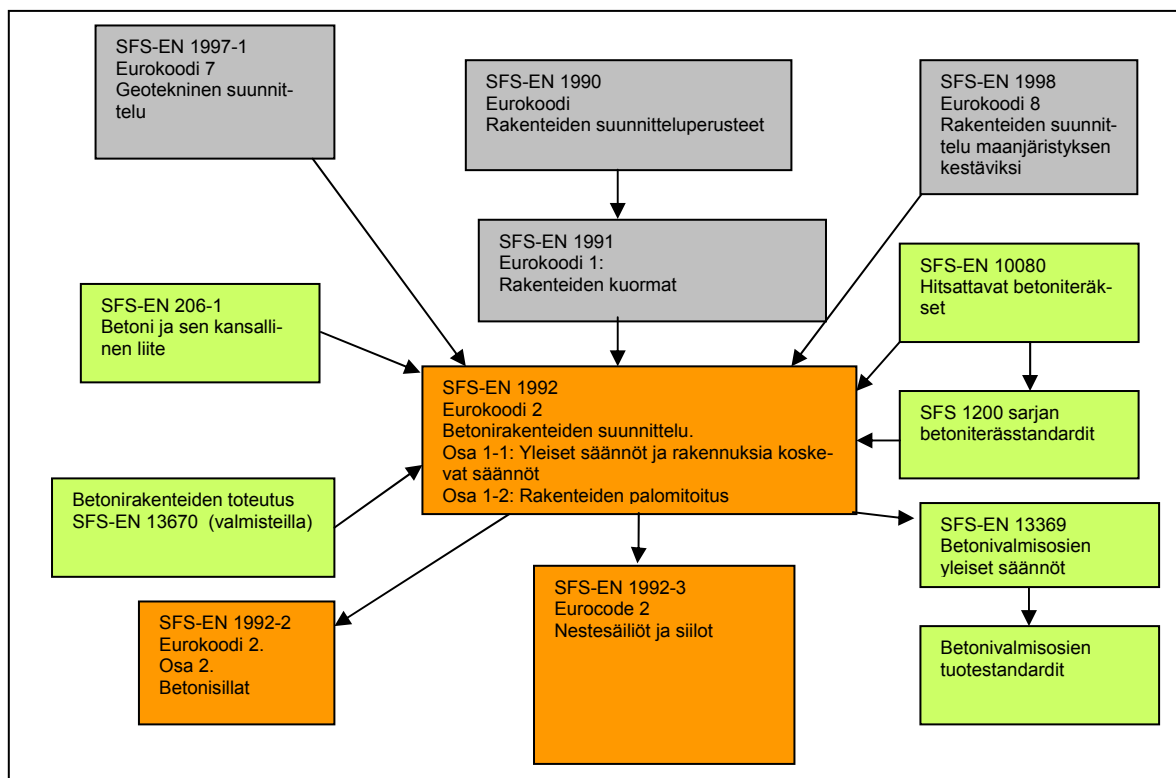 SFS-EN 1997-1
Eurokoodi 7
Geotekninen suunnit-
telu
SFS-EN 1990
Eurokoodi
Rakenteiden suunnitteluperusteet
SFS-EN 1998
Eurokoodi 8
Rakenteiden suunnit-
telu maanjäristyksen
kestäviksi
SFS-EN 1991
Eurokoodi 1:
Rakenteiden kuormat
SFS-EN 10080
Hitsattavat betoniteräk-
set
SFS-EN 206-1
Betoni ja sen kansalli-
nen liite
SFS-EN 1992
Eurokoodi 2
Betonirakenteiden suunnittelu.
Osa 1-1: Yleiset säännöt ja rakennuksia koske-
vat säännöt
Osa 1-2: Rakenteiden palomitoitus
SFS 1200 sarjan
betoniterässtandardit
Betonirakenteiden toteutus
SFS-EN 13670 (valmisteilla)
SFS-EN 13369
Betonivalmisosien
yleiset säännöt
SFS-EN 1992-2
Eurokoodi 2.
Osa 2.
Betonisillat
SFS-EN 1992-3
Eurocode 2
Nestesäiliöt ja siilot
Betonivalmisosien
tuotestandardit